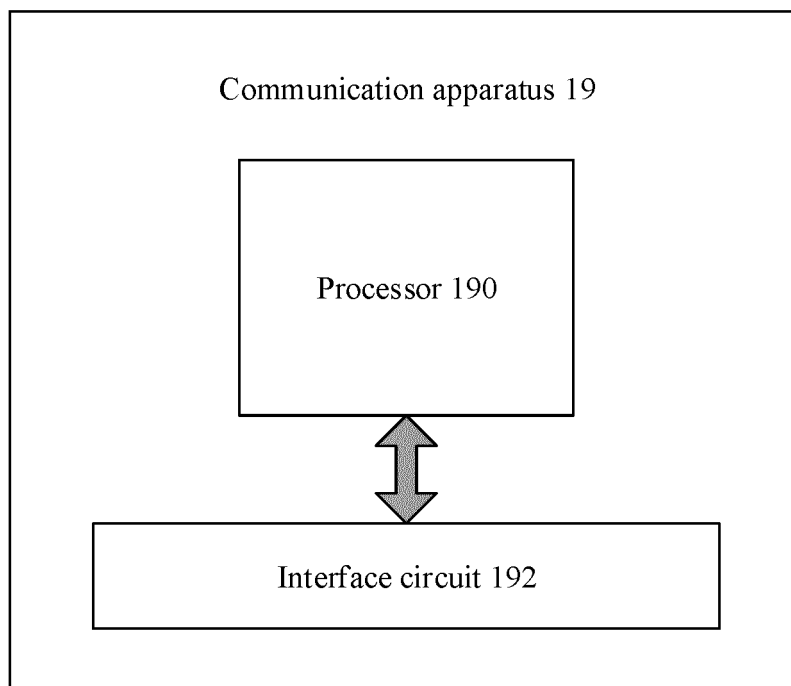 Communication apparatus 19
Processor 190
Interface circuit 192